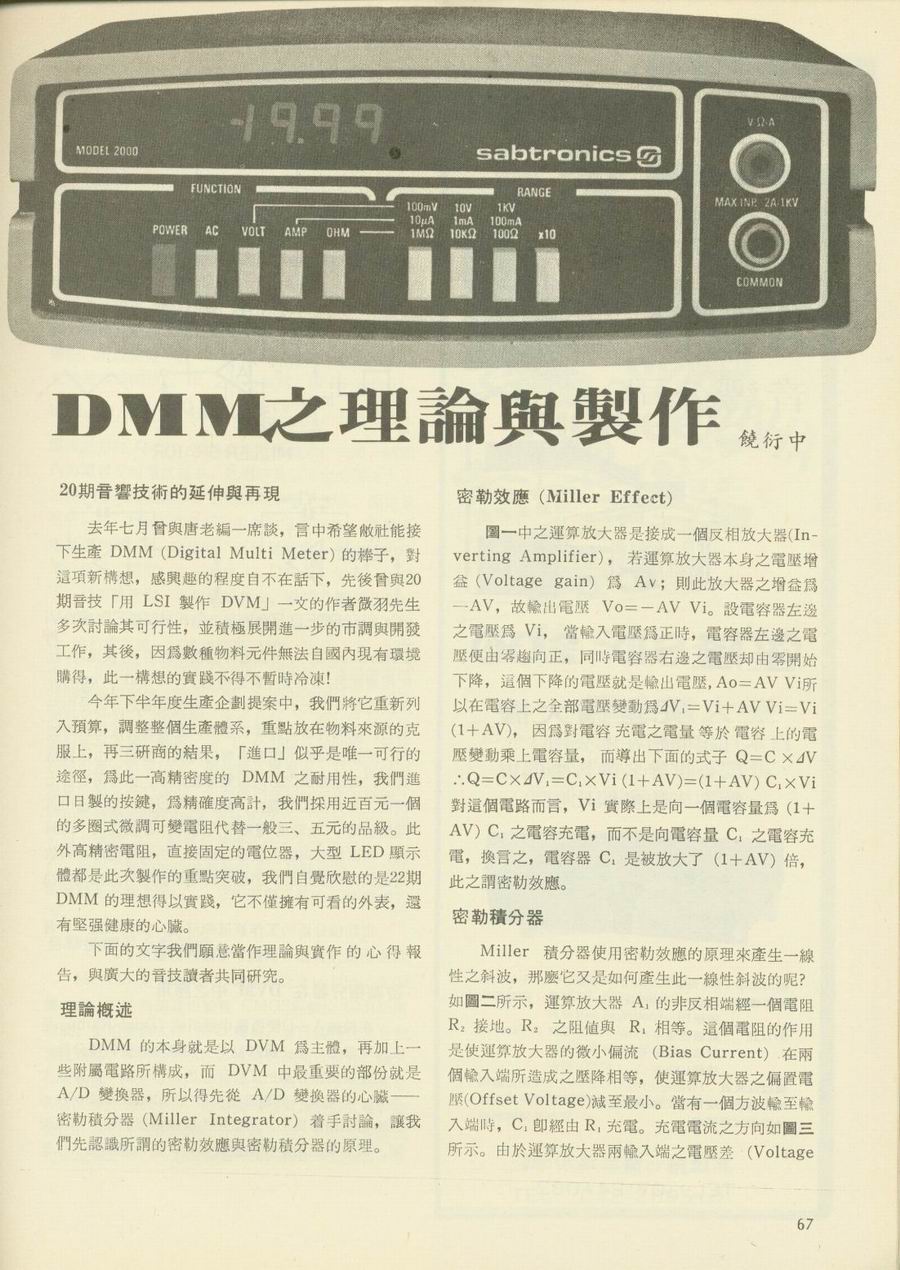 -19.99
MODEL 2000
sabtronics
FUNCTION
RANGE
100mV 10V 1KV
10µA 1mA 100mA
POWER AC VOLT AMP OHM 1MΩ 10KΩ 100Ω x10
V·Ω·A
MAX INP. 2A·1KV
COMMON
DMM之理論與製作
饒衍中
20期音響技術的延伸與再現
去年七月曾與唐老編一席談，言中希望敝社能接
下生產 DMM (Digital Multi Meter) 的棒子，對
這項新構想，感興趣的程度自不在話下，先後曾與20
期音技「用 LSI 製作 DVM」一文的作者微羽先生
多次討論其可行性，並積極展開進一步的市調與開發
工作，其後，因爲數種物料元件無法自國內現有環境
購得，此一構想的實踐不得不暫時冷凍!
今年下半年度生產企劃提案中，我們將它重新列
入預算，調整整個生產體系，重點放在物料來源的克
服上，再三研商的結果，「進口」似乎是唯一可行的
途徑，爲此一高精密度的 DMM 之耐用性，我們進
口日製的按鍵，爲精確度高計，我們採用近百元一個
的多圈式微調可變電阻代替一般三、五元的品級。此
外高精密電阻，直接固定的電位器，大型 LED 顯示
體都是此次製作的重點突破，我們自覺欣慰的是22期
DMM 的理想得以實踐，它不僅擁有可看的外表，還
有堅强健康的心臟。
下面的文字我們願意當作理論與實作的心得報
告，與廣大的音技讀者共同研究。
理論概述
DMM 的本身就是以 DVM 爲主體，再加上一
些附屬電路所構成，而 DVM 中最重要的部份就是
A/D 變換器，所以得先從 A/D 變換器的心臟——
密勒積分器 (Miller Integrator) 着手討論，讓我
們先認識所謂的密勒效應與密勒積分器的原理。
密勒效應 (Miller Effect)
圖一中之運算放大器是接成一個反相放大器(In-
verting Amplifier)，若運算放大器本身之電壓增
益 (Voltage gain) 爲 Av；則此放大器之增益爲
—AV，故輸出電壓 Vo=－AV Vi。設電容器左邊
之電壓爲 Vi， 當輸入電壓爲正時，電容器左邊之電
壓便由零趨向正，同時電容器右邊之電壓却由零開始
下降，這個下降的電壓就是輸出電壓, Ao=AV Vi所
以在電容上之全部電壓變動爲⊿V₁=Vi+AV Vi=Vi
(1+AV)， 因爲對電容 充電之電量 等於 電容 上的電
壓變動乘上電容量， 而導出下面的式子 Q=C ×⊿V
∴Q=C×⊿V₁=C₁×Vi (1+AV)=(1+AV) C₁×Vi
對這個電路而言，Vi 實際上是向一個電容量爲 (1+
AV) C₁ 之電容充電，而不是向電容量 C₁ 之電容充
電，換言之，電容器 C₁ 是被放大了 (1+AV) 倍，
此之謂密勒效應。
密勒積分器
Miller 積分器使用密勒效應的原理來產生一線
性之斜波，那麼它又是如何產生此一線性斜波的呢?
如圖二所示，運算放大器 A₁ 的非反相端經一個電阻
R₂ 接地。R₂ 之阻値與 R₁ 相等。這個電阻的作用
是使運算放大器的微小偏流 (Bias Current) 在兩
個輸入端所造成之壓降相等，使運算放大器之偏置電
壓(Offset Voltage)減至最小。當有一個方波輸至輸
入端時，C₁ 卽經由 R₁ 充電。充電電流之方向如圖三
所示。由於運算放大器兩輸入端之電壓差 (Voltage
67